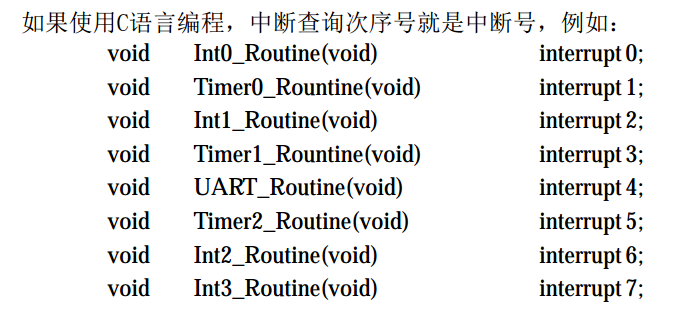 如果使用C语言编程，中断查询次序号就是中断号，例如：
void Int0_Routine(void) interrupt 0;
void Timer0_Rountine(void) interrupt 1;
void Int1_Routine(void) interrupt 2;
void Timer1_Rountine(void) interrupt 3;
void UART_Routine(void) interrupt 4;
void Timer2_Routine(void) interrupt 5;
void Int2_Routine(void) interrupt 6;
void Int3_Routine(void) interrupt 7;